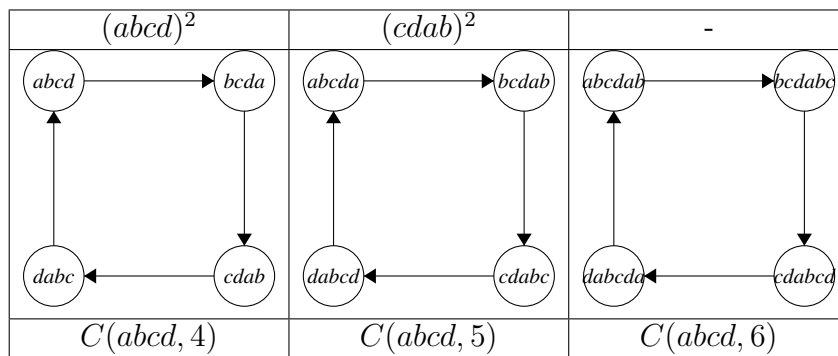 (abcd)² (cdab)² -
abcd bcda abcda bcdab abcdab bcdabc
dabc cdab dabcd cdabc dabcda cdabcd
C(abcd, 4) C(abcd, 5) C(abcd, 6)